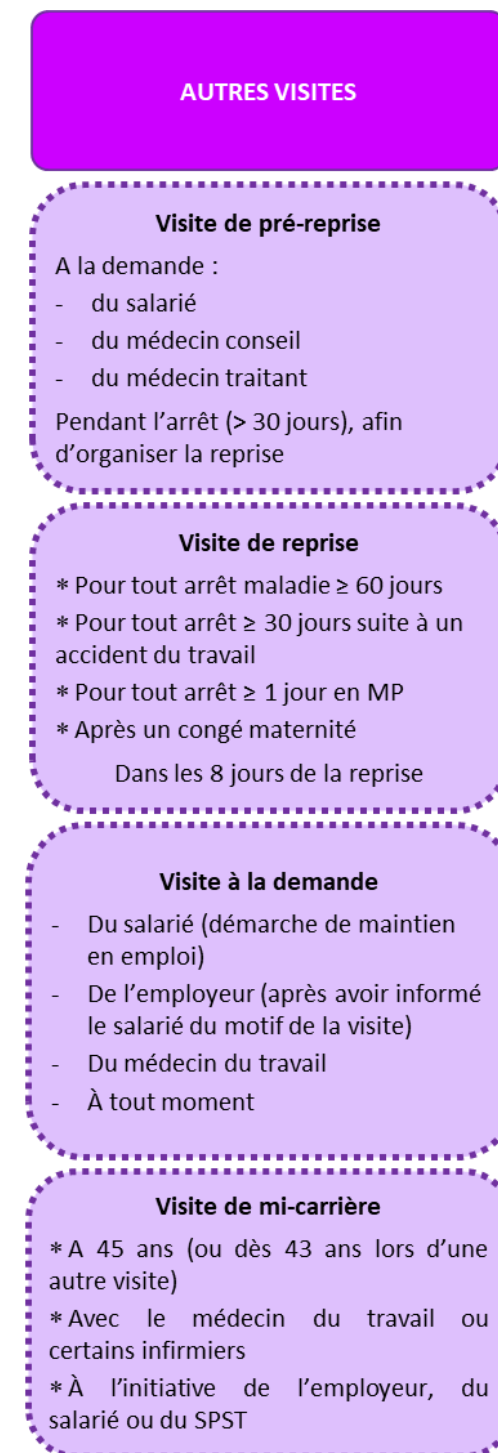 AUTRES VISITES
Visite de pré-reprise
A la demande :
- du salarié
- du médecin conseil
- du médecin traitant
Pendant l’arrêt (> 30 jours), afin
d’organiser la reprise
Visite de reprise
* Pour tout arrêt maladie ≥ 60 jours
* Pour tout arrêt ≥ 30 jours suite à un
accident du travail
* Pour tout arrêt ≥ 1 jour en MP
* Après un congé maternité
Dans les 8 jours de la reprise
Visite à la demande
- Du salarié (démarche de maintien
en emploi)
- De l’employeur (après avoir informé
le salarié du motif de la visite)
- Du médecin du travail
- À tout moment
Visite de mi-carrière
* A 45 ans (ou dès 43 ans lors d’une
autre visite)
* Avec le médecin du travail ou
certains infirmiers
* À l’initiative de l’employeur, du
salarié ou du SPST